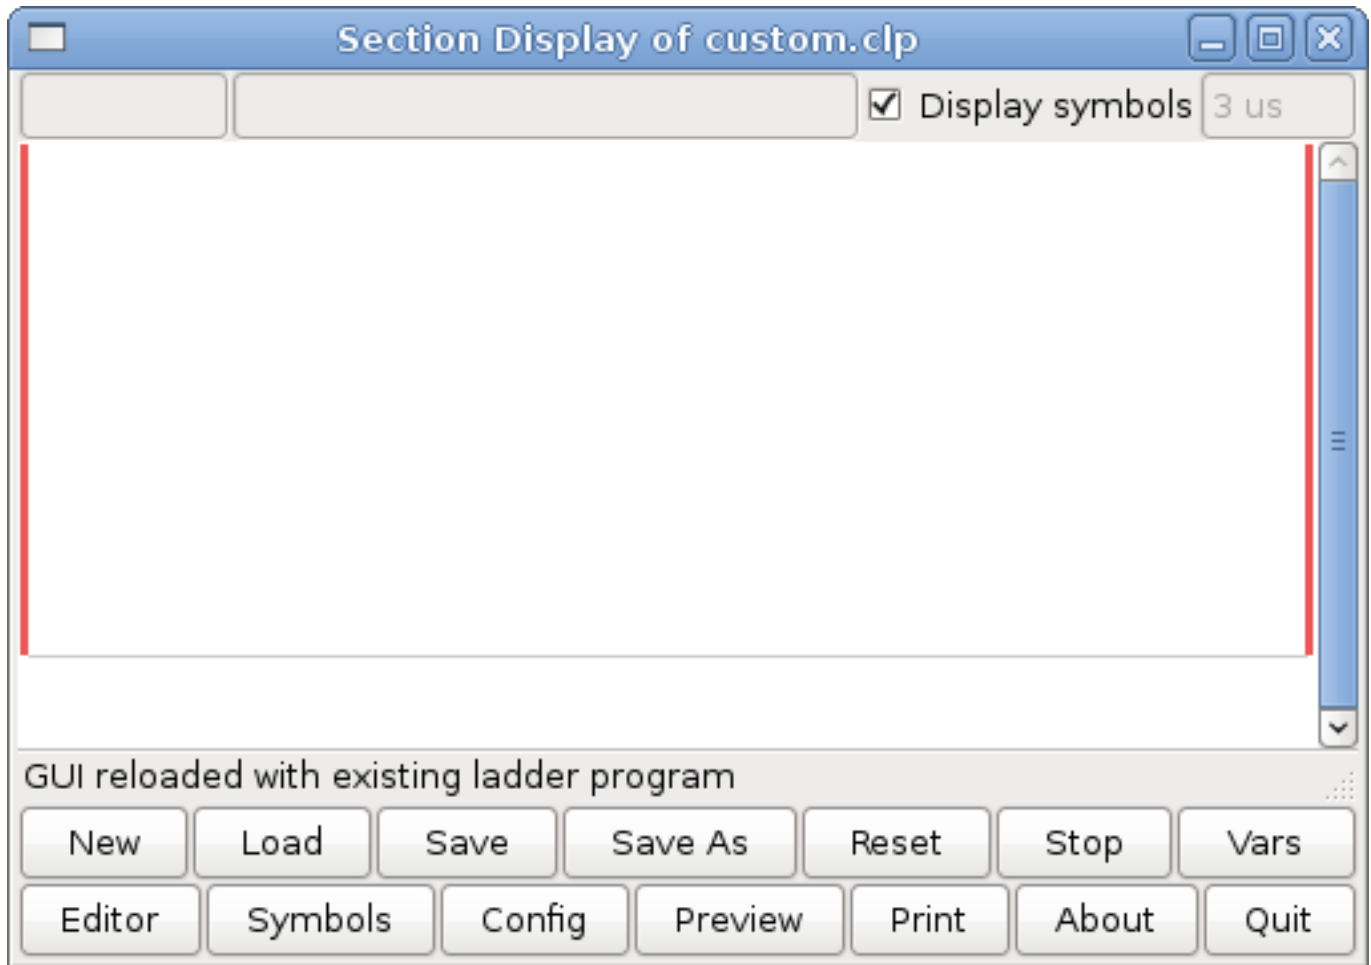 Section Display of custom.clp
Display symbols 3 us
GUI reloaded with existing ladder program
New Load Save Save As Reset Stop Vars
Editor Symbols Config Preview Print About Quit